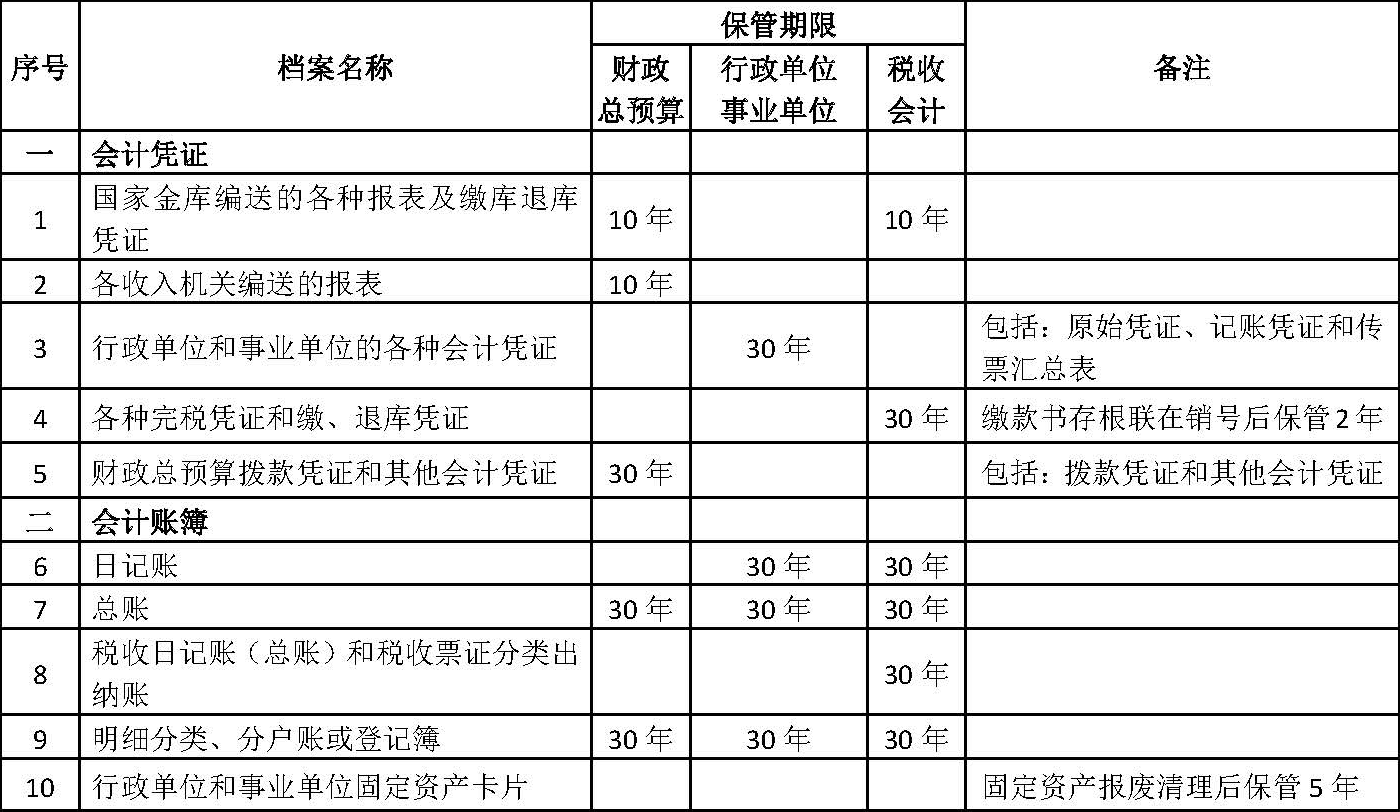 序号 档案名称 保管期限 备注
财政总预算 行政单位事业单位 税收会计
一 会计凭证
1 国家金库编送的各种报表及缴库退库
凭证 10 年 10 年
2 各收入机关编送的报表 10 年
3 行政单位和事业单位的各种会计凭证 30 年 包括：原始凭证、记账凭证和传
票汇总表
4 各种完税凭证和缴、退库凭证 30 年 缴款书存根联在销号后保管 2 年
5 财政总预算拨款凭证和其他会计凭证 30 年 包括：拨款凭证和其他会计凭证
二 会计账簿
6 日记账 30 年 30 年
7 总账 30 年 30 年 30 年
8 税收日记账（总账）和税收票证分类出
纳账 30 年
9 明细分类、分户账或登记簿 30 年 30 年 30 年
10 行政单位和事业单位固定资产卡片 固定资产报废清理后保管 5 年